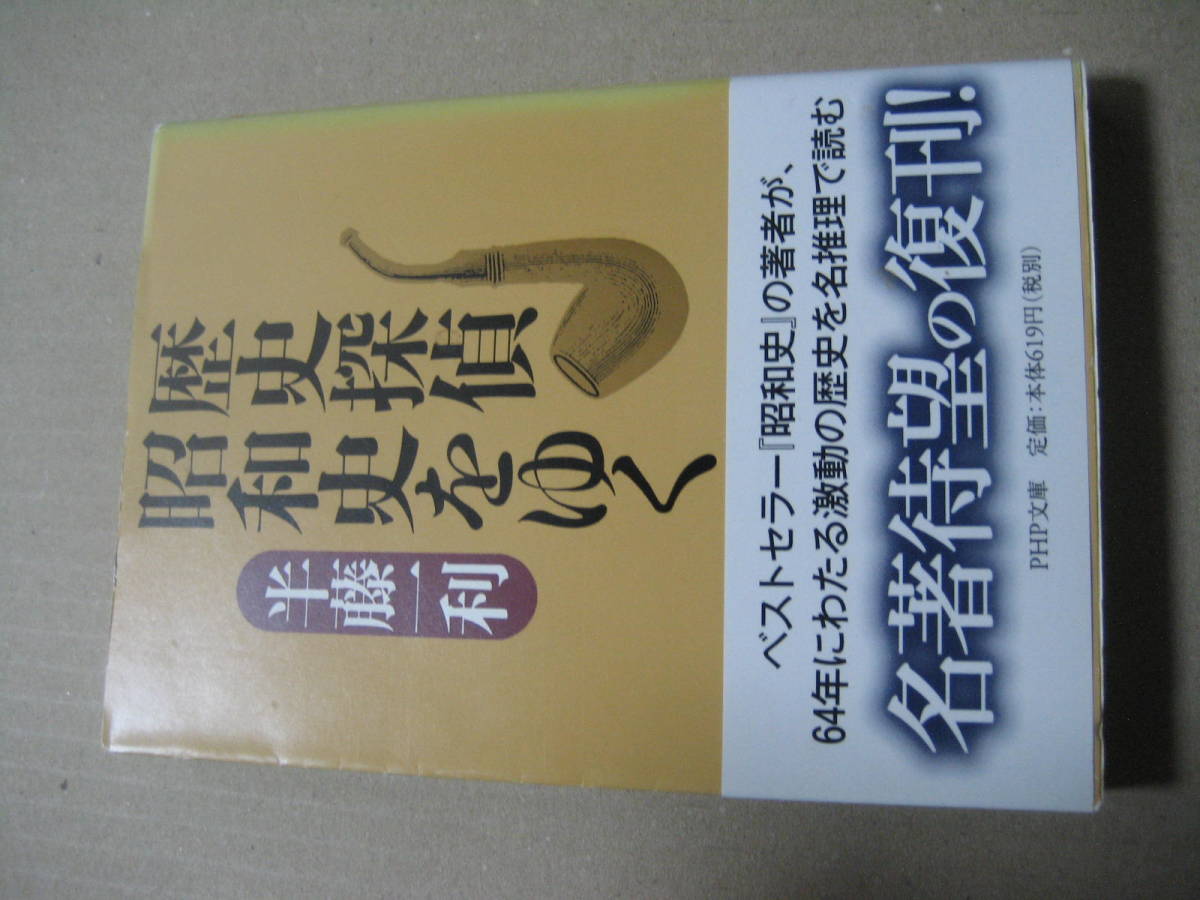 歴史探偵
昭和史をゆく
半藤一利
ベストセラー『昭和史』の著者が、
64年にわたる激動の歴史を名推理で読む
名著待望の復刊!
PHP文庫 定価:本体619円(税別)